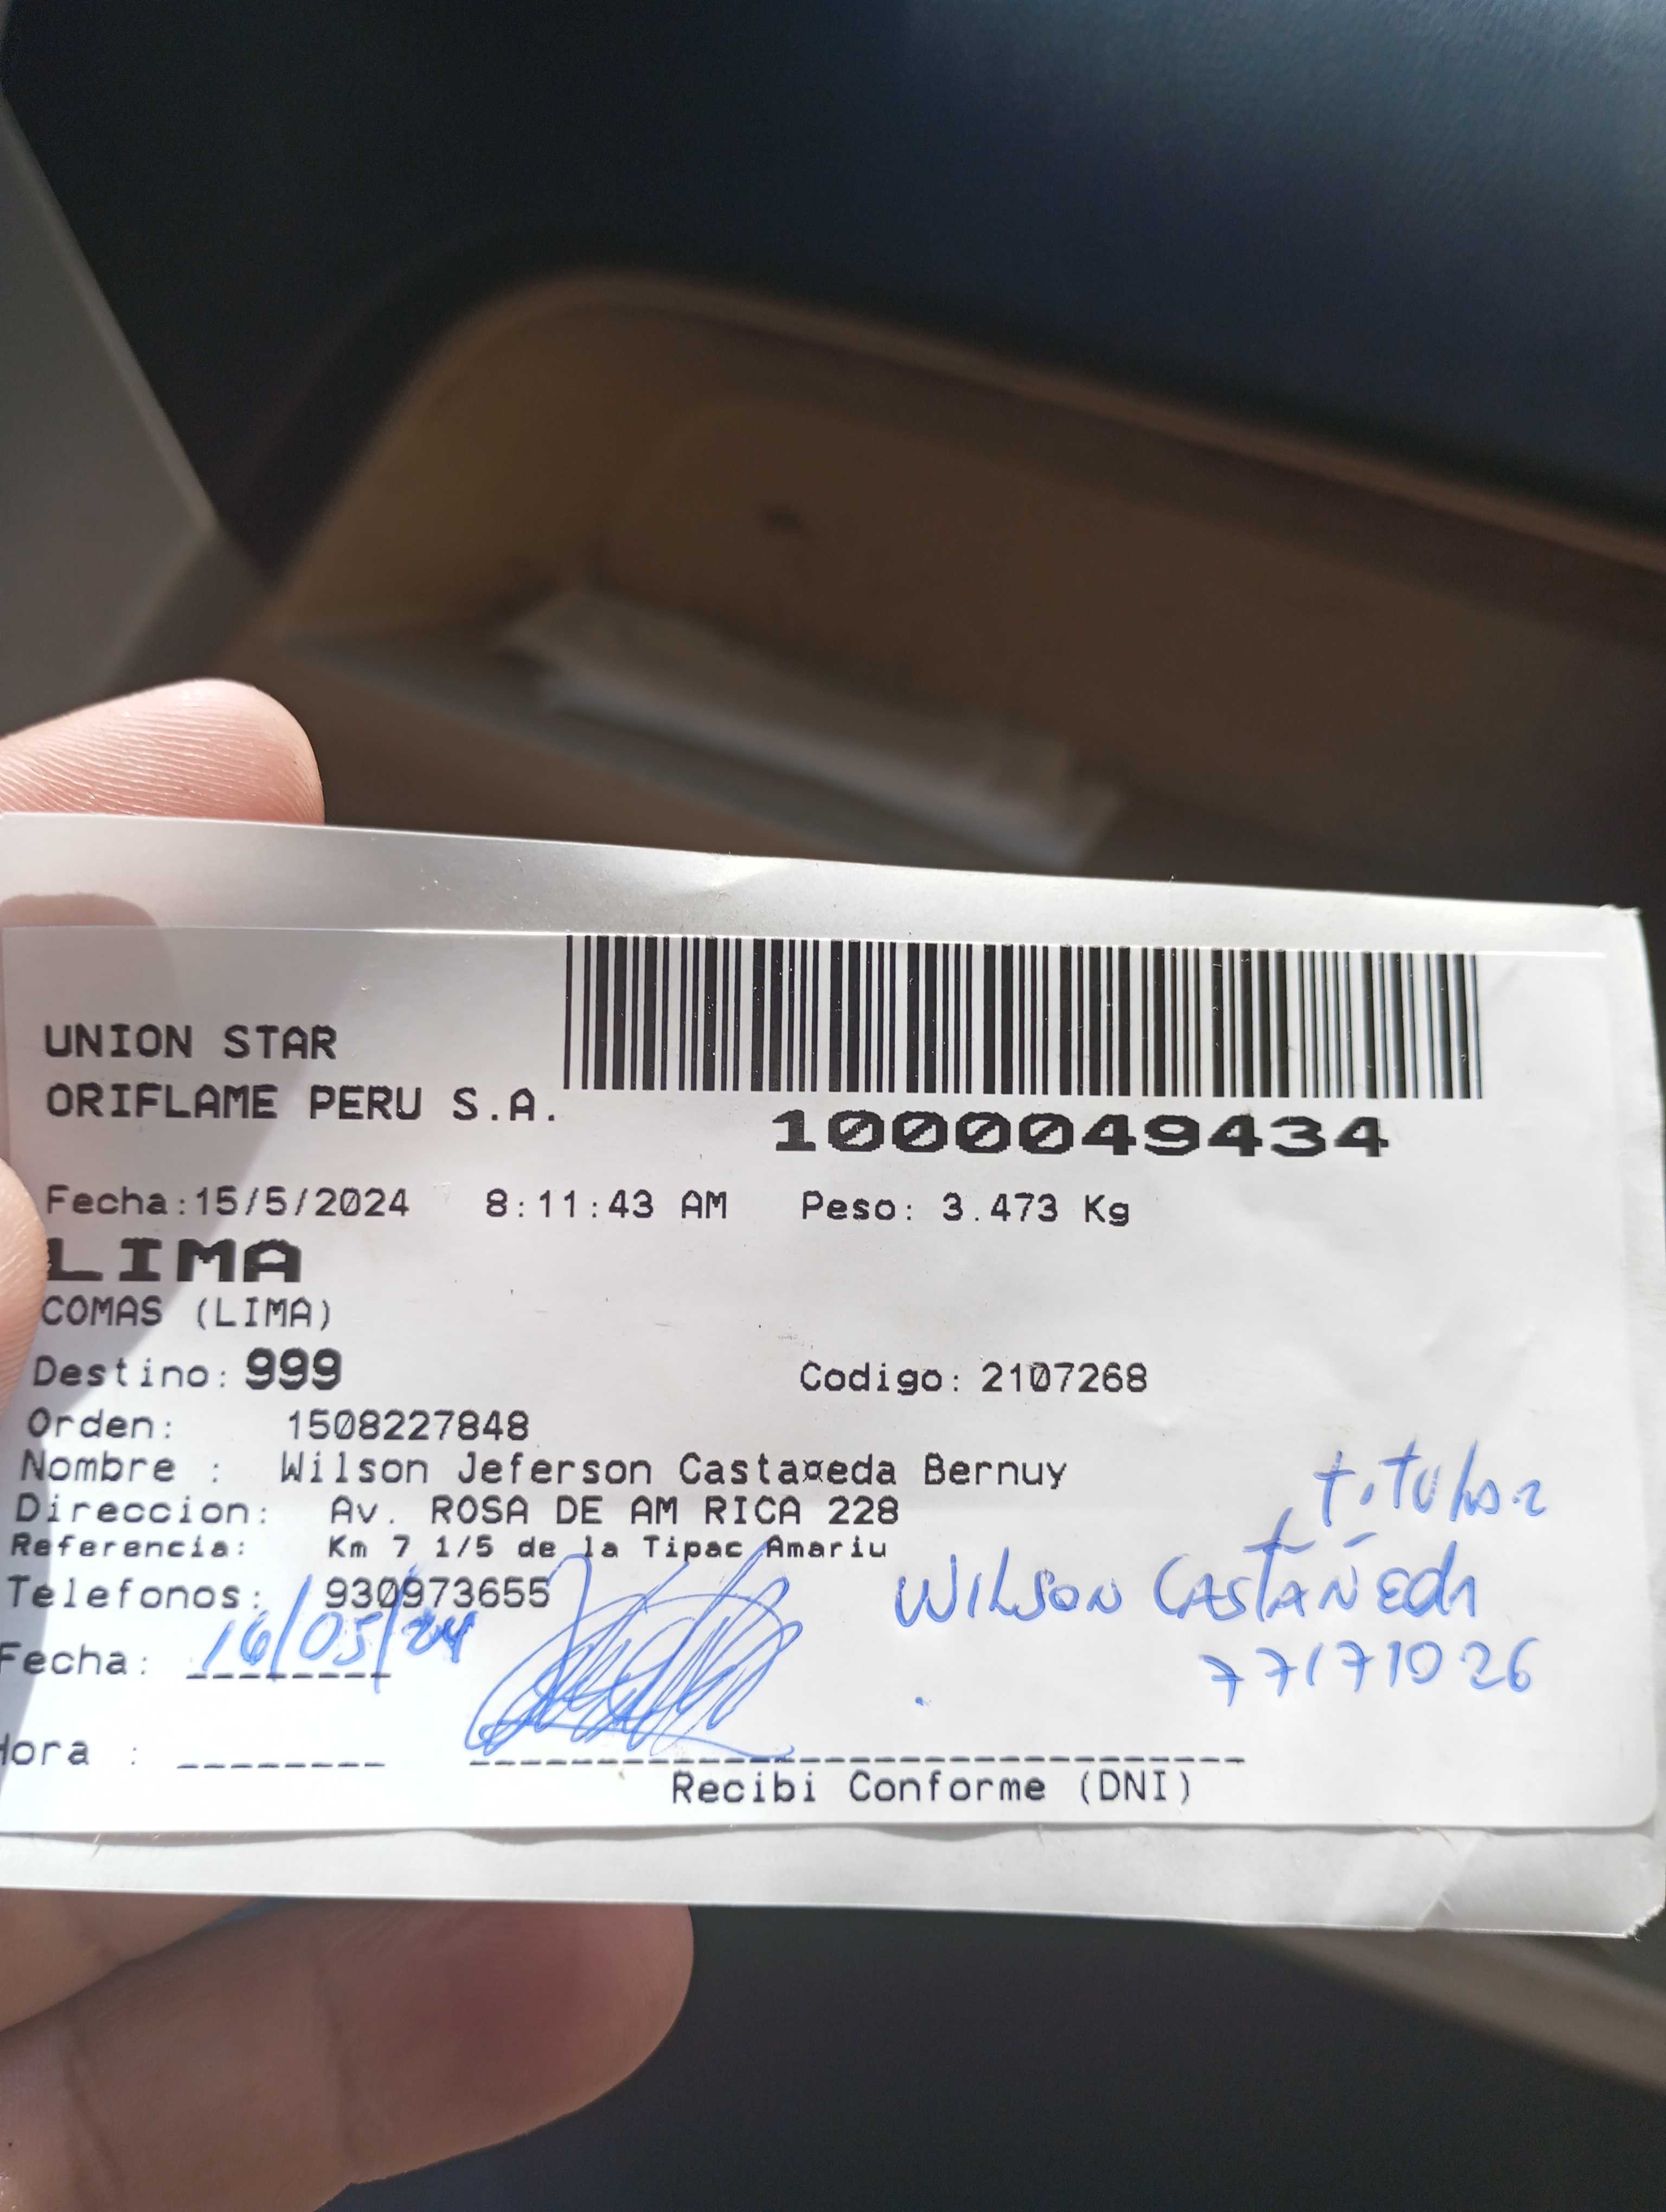 UNION STAR
ORIFLAME PERU S.A.
1000049434
Fecha:15/5/2024 8:11:43 AM Peso: 3.473 Kg
LIMA
COMAS (LIMA)
Destino: 999 Codigo: 2107268
Orden: 1508227848
Nombre : Wilson Jeferson Casta¤eda Bernuy
Direccion: Av. ROSA DE AM RICA 228
Referencia: Km 7 1/5 de la Tipac Amariu
titular
Telefonos: 930973655
WILSON CASTAÑEDA
Fecha: 16/05/24
77171026
Hora :
Recibi Conforme (DNI)